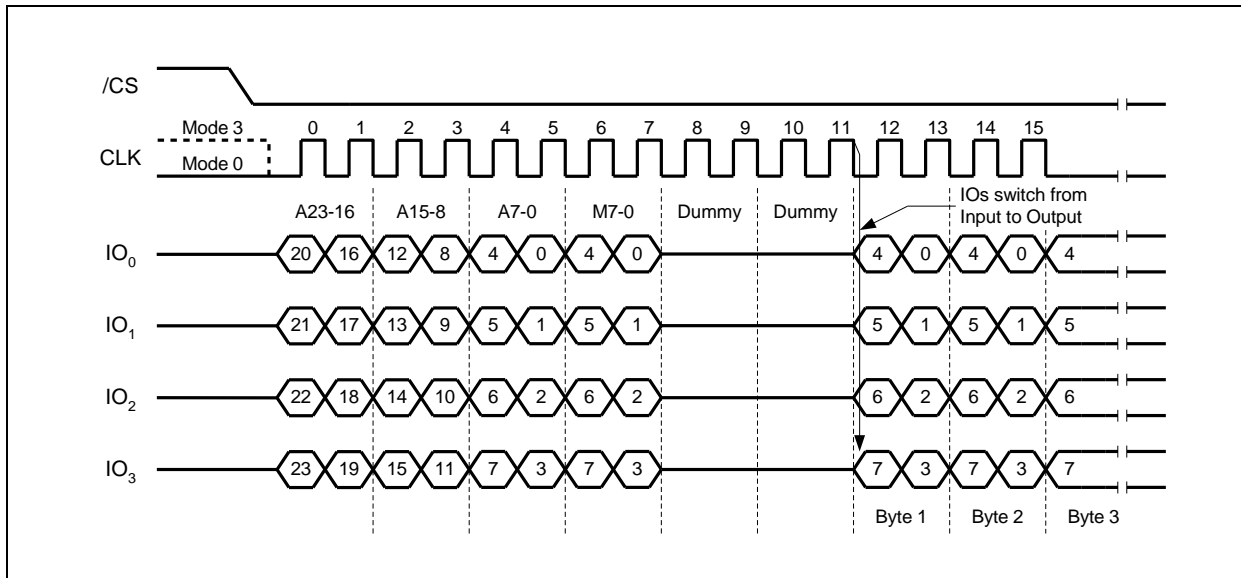 /CS
Mode 3 0 1 2 3 4 5 6 7 8 9 10 11 12 13 14 15
CLK
Mode 0
A23-16 A15-8 A7-0 M7-0 Dummy Dummy
IOs switch from
Input to Output
IO0 20 16 12 8 4 0 4 0 4 0 4 0 4
IO1 21 17 13 9 5 1 5 1 5 1 5 1 5
IO2 22 18 14 10 6 2 6 2 6 2 6 2 6
IO3 23 19 15 11 7 3 7 3 7 3 7 3 7
Byte 1 Byte 2 Byte 3